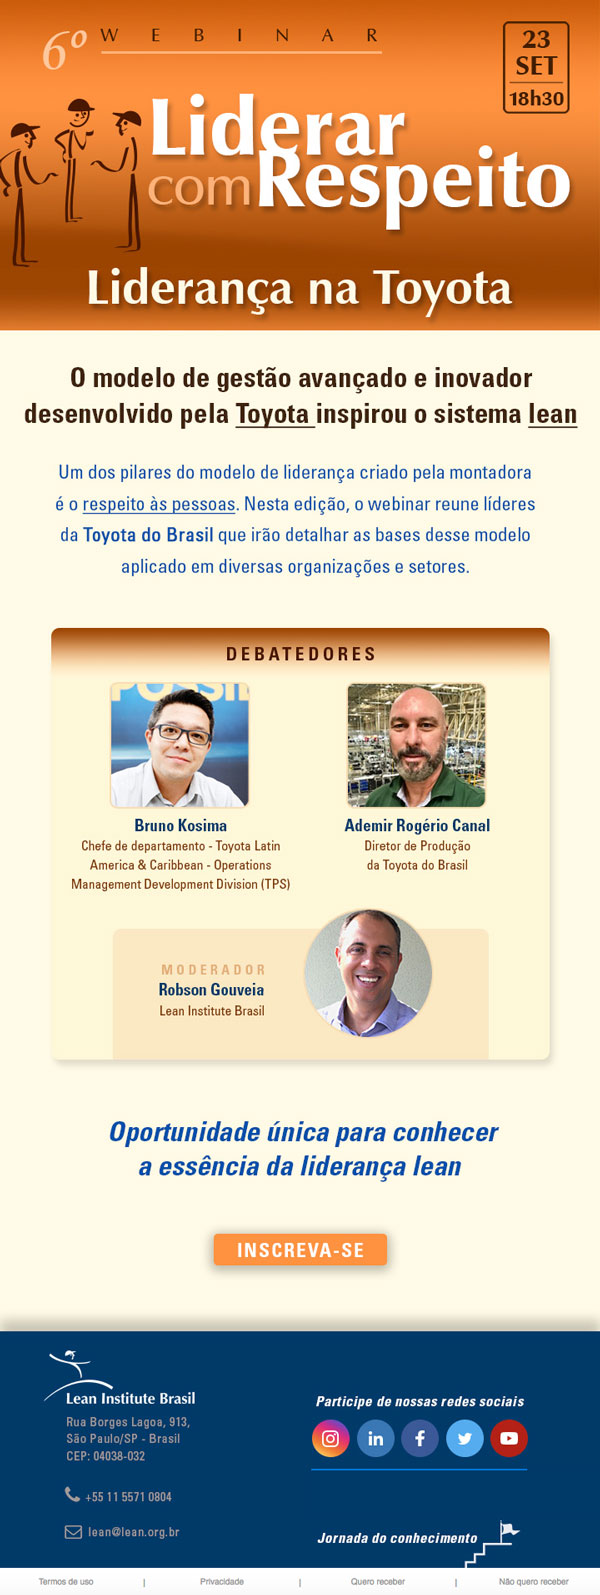 6º WEBINAR
23
SET
18h30
Liderar
com Respeito
Liderança na Toyota
O modelo de gestão avançado e inovador
desenvolvido pela Toyota inspirou o sistema lean
Um dos pilares do modelo de liderança criado pela montadora
é o respeito às pessoas. Nesta edição, o webinar reune líderes
da Toyota do Brasil que irão detalhar as bases desse modelo
aplicado em diversas organizações e setores.
DEBATEDORES
Bruno Kosima
Chefe de departamento - Toyota Latin
America & Caribbean - Operations
Management Development Division (TPS)
Ademir Rogério Canal
Diretor de Produção
da Toyota do Brasil
MODERADOR
Robson Gouveia
Lean Institute Brasil
Oportunidade única para conhecer
a essência da liderança lean
INSCREVA-SE
Lean Institute Brasil
Rua Borges Lagoa, 913,
São Paulo/SP - Brasil
CEP: 04038-032
+55 11 5571 0804
lean@lean.org.br
Participe de nossas redes sociais
Jornada do conhecimento
Termos de uso | Privacidade | Quero receber | Não quero receber